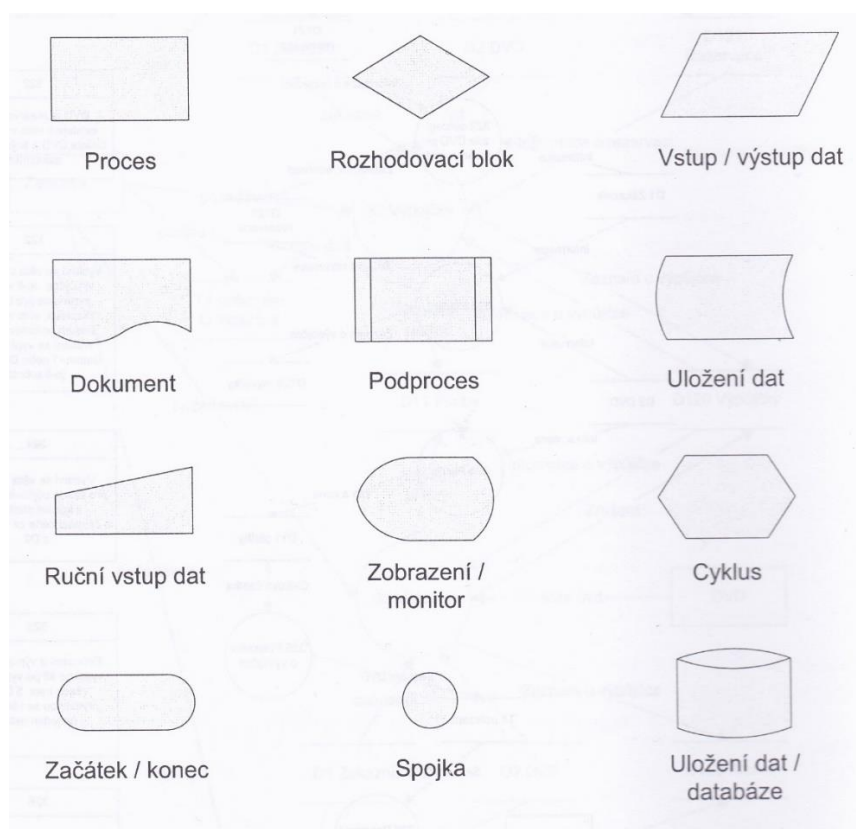 Proces
Rozhodovací blok
Vstup / výstup dat
Dokument
Podproces
Uložení dat
Ruční vstup dat
Zobrazení /
monitor
Cyklus
Začátek / konec
Spojka
Uložení dat /
databáze